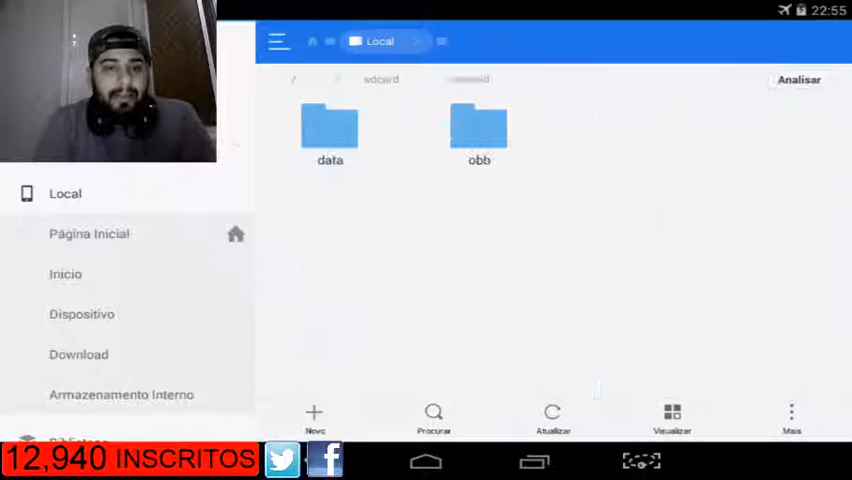 22:55
Local
/ sdcard
Analisar
data
obb
Local
Página Inicial
Início
Dispositivo
Download
Armazenamento Interno
Novo
Procurar
Atualizar
Visualizar
Mais
12,940 INSCRITOS